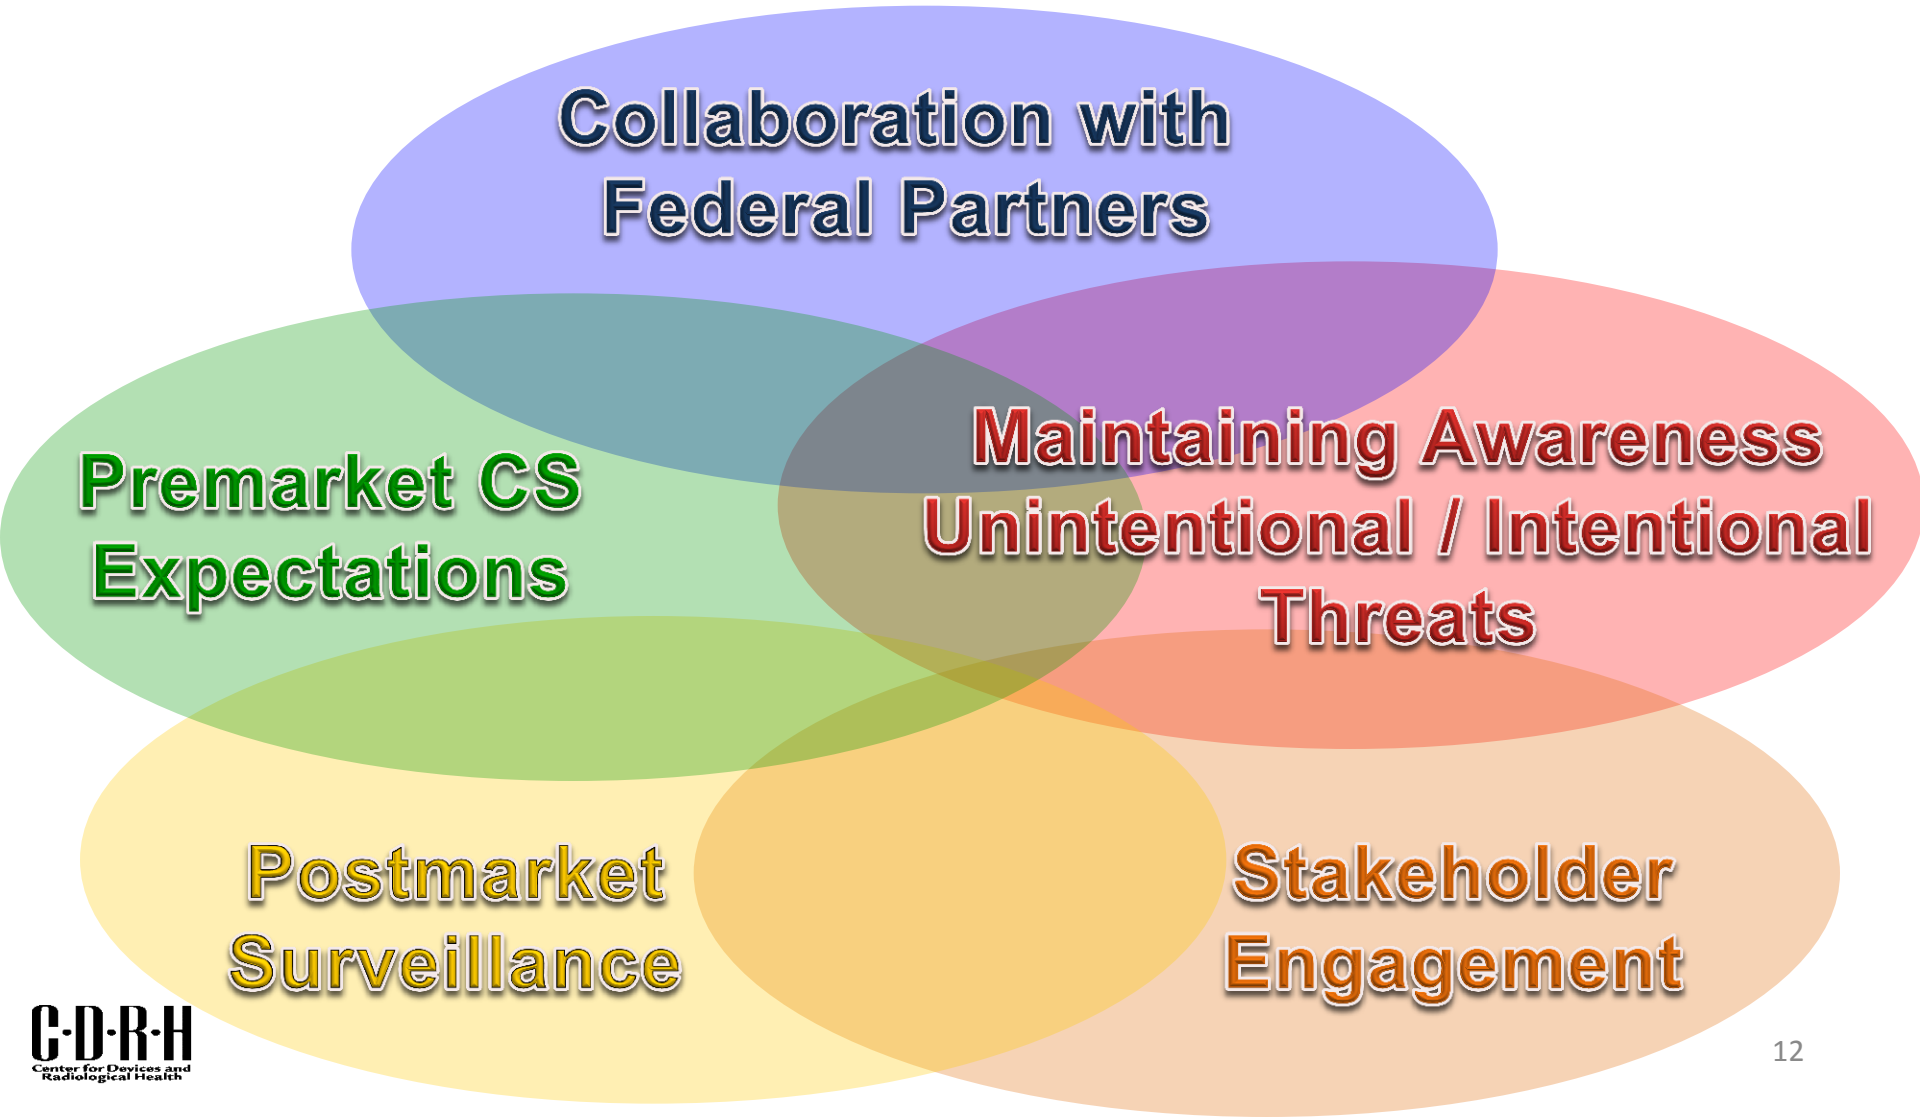 Collaboration with
Federal Partners
Premarket CS
Expectations
Maintaining Awareness
Unintentional / Intentional
Threats
Postmarket
Surveillance
Stakeholder
Engagement
C·D·R·H
Center for Devices and
Radiological Health
12